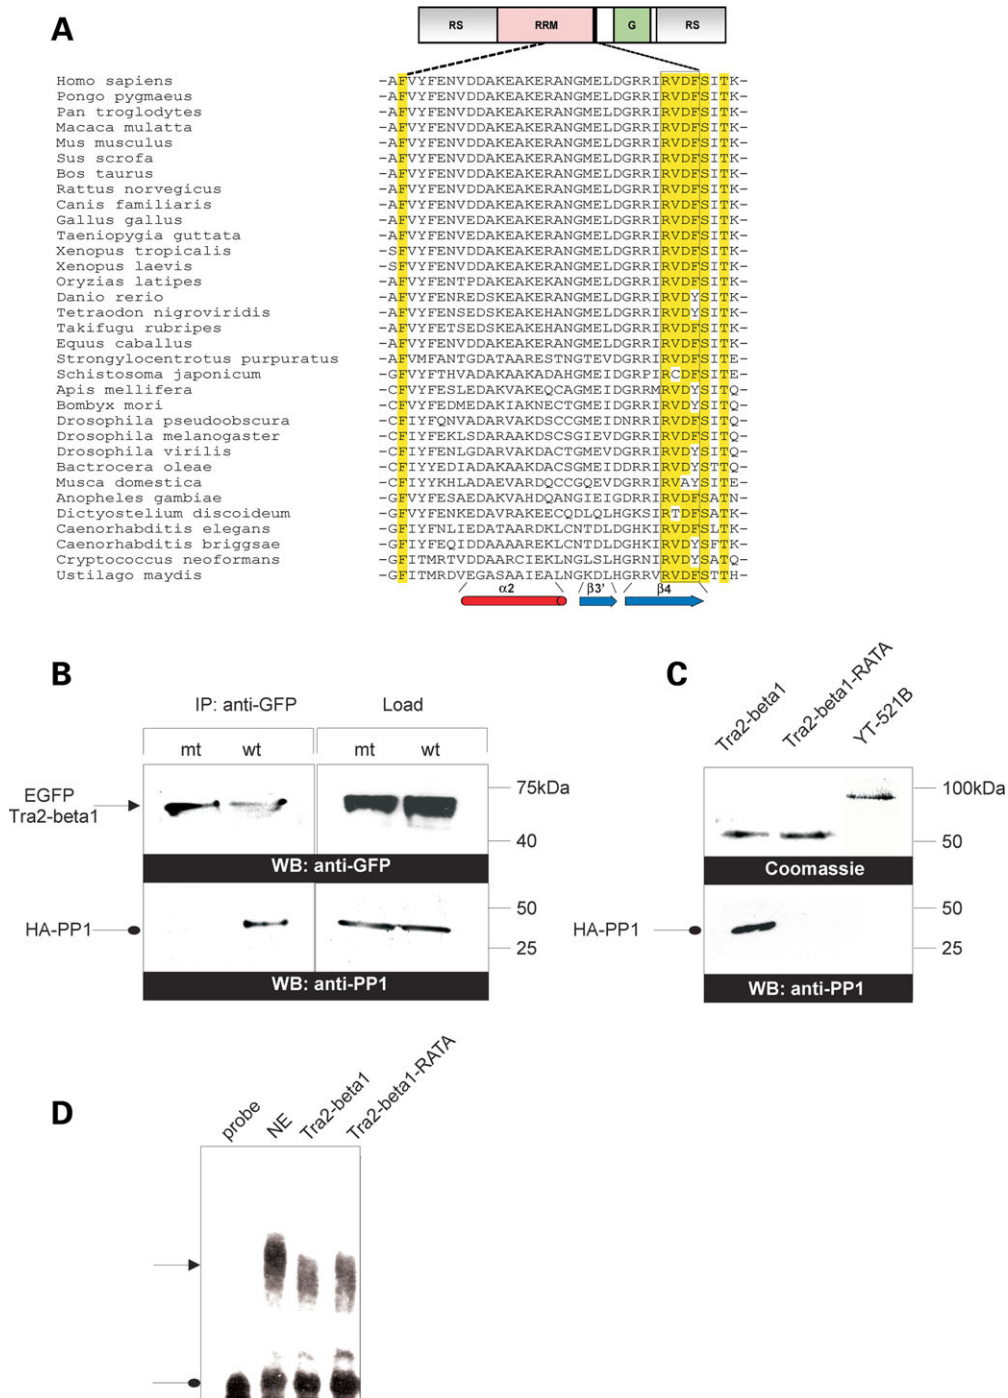 A
RS RRM G RS
Homo sapiens -AFVYFENVDDAKEAKERANGMELDGRRIRVDFSITK-
Pongo pygmaeus -AFVYFENVDDAKEAKERANGMELDGRRIRVDFSITK-
Pan troglodytes -AFVYFENVDDAKEAKERANGMELDGRRIRVDFSITK-
Macaca mulatta -AFVYFENVDDAKEAKERANGMELDGRRIRVDFSITK-
Mus musculus -AFVYFENVDDAKEAKERANGMELDGRRIRVDFSITK-
Sus scrofa -AFVYFENVDDAKEAKERANGMELDGRRIRVDFSITK-
Bos taurus -AFVYFENVDDAKEAKERANGMELDGRRIRVDFSITK-
Rattus norvegicus -AFVYFENVDDAKEAKERANGMELDGRRIRVDFSITK-
Canis familiaris -AFVYFENVDDAKEAKERANGMELDGRRIRVDFSITK-
Gallus gallus -AFVYFENVEDAKEAKERANGMELDGRRIRVDFSITK-
Taeniopygia guttata -AFVYFENVEDAKEAKERANGMELDGRRIRVDFSITK-
Xenopus tropicalis -SFVYFENVEDAKEAKERANGMELDGRRIRVDFSITK-
Xenopus laevis -SFVYFENVEDAKEAKERANGMELDGRRIRVDFSITK-
Oryzias latipes -AFVYFENTPDAKEAKERANGMELDGRRIRVDFSITK-
Danio rerio -AFVYFENREDSKEAKERANGMELDGRRIRVDYSITK-
Tetraodon nigroviridis -AFVYFENSEDSKEAKEHANGMELDGRRIRVDYSITK-
Takifugu rubripes -AFVYFETSEDSKEAKEHANGMELDGRRIRVDFSITK-
Equus caballus -AFVYFENVDDAKEAKERANGMELDGRRIRVDFSITK-
Strongylocentrotus purpuratus -AFVMFANTGDATAARESTNGTEVDGRRIRVDFSITE-
Schistosoma japonicum -GFVYFTHVADAKAAKADAHGMEIDGRPIRCDFSITE-
Apis mellifera -CFVYFESLEDAKVAKEQCAGMEIDGRRMRVDYSITQ-
Bombyx mori -CFVYFEDMEDAKIAKNECTGMEIDGRRIRVDYSITQ-
Drosophila pseudoobscura -CFIYFQNVADARVAKDSCCGMEIDNRRIRVDFSITQ-
Drosophila melanogaster -CFIYFEKLSDARAAKDSCSGIEVDGRRIRVDFSITQ-
Drosophila virilis -CFIYFENLGDARVAKDACTGMEVDGRRIRVDYSITQ-
Bactrocera oleae -CFIYYEDIADAKAAKDACSGMEIDDRRIRVDYSTTQ-
Musca domestica -CFIYYKHLADAEVARDQCCGQEVDGRRIRVAYSITQ-
Anopheles gambiae -GFVYFESAEDAKVAHDQANGIEIGDRRIRVDFSATN-
Dictyostelium discoideum -GFVYFENKEDAVRAKEECQDLQLHGKSIRTDFSATK-
Caenorhabditis elegans -GFIYFNLIEDATAARDKLCNTDLDGHKIRVDFSLTK-
Caenorhabditis briggsae -GFIYFEQIDDAAAAREKLCNTDLDGHKIRVDYSFTK-
Cryptococcus neoformans -GFITMRTVDDAARCIEKLNGLSLHGRNIRVDYSATQ-
Ustilago maydis -GFITMRDVEGASAAIEALNGKDLHGRRVRVDFSTTH-
α2 β3' β4
B
IP: anti-GFP Load
mt wt mt wt
EGFP
Tra2-beta1
75kDa
40
WB: anti-GFP
HA-PP1
50
25
WB: anti-PP1
C
Tra2-beta1 Tra2-beta1-RATA YT-521B
100kDa
50
Coomassie
HA-PP1
50
25
WB: anti-PP1
D
probe NE Tra2-beta1 Tra2-beta1-RATA